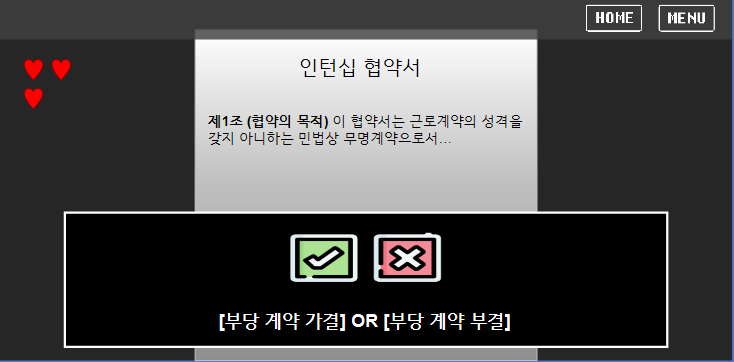 HOME MENU
인턴십 협약서
제1조 (협약의 목적) 이 협약서는 근로계약의 성격을
갖지 아니하는 민법상 무명계약으로서...
[부당 계약 가결] OR [부당 계약 부결]